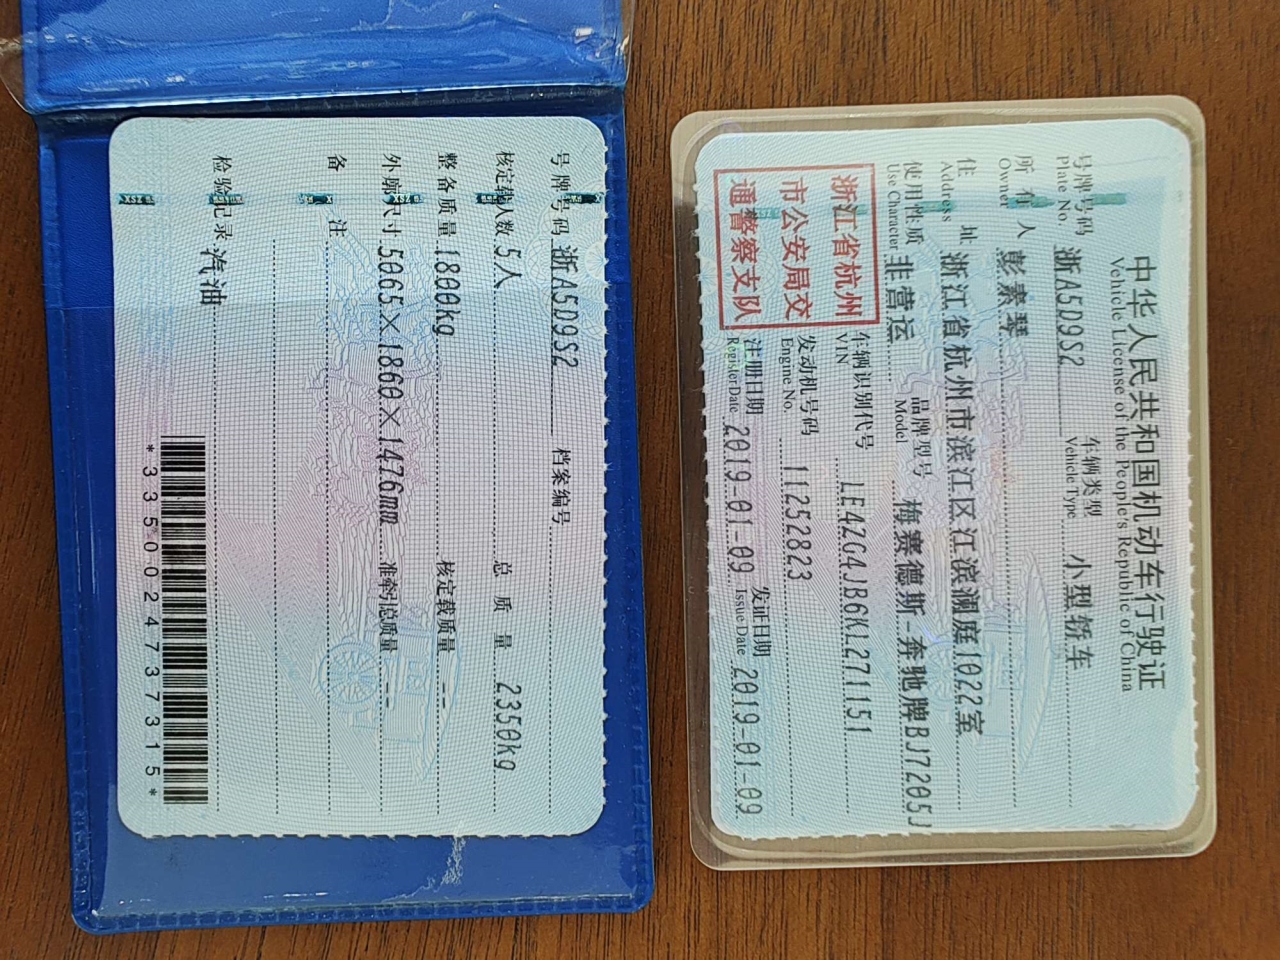 中华人民共和国机动车行驶证
Vehicle License of the People's Republic of China
号牌号码 浙A5D9S2 车辆类型 小型轿车
Plate No. Vehicle Type
所有人 彭素琴
Owner
住址 浙江省杭州市滨江区江滨澜庭1022室
Address
使用性质 非营运 品牌型号 梅赛德斯-奔驰牌BJ7205J
Use Character Model
浙江省杭州
市公安局交
通警察支队
车辆识别代号 LE4ZG4JB6KL271151
VIN
发动机号码 11252823
Engine No.
注册日期 2019-01-09 发证日期 2019-01-09
Register Date Issue Date
号牌号码 浙A5D9S2 档案编号
核定载人数 5人 总质量 2350kg
整备质量 1800kg 核定载质量 --
外廓尺寸 5065×1860×1476mm 准牵引总质量 --
备注
检验记录 汽油
*3350024737315*